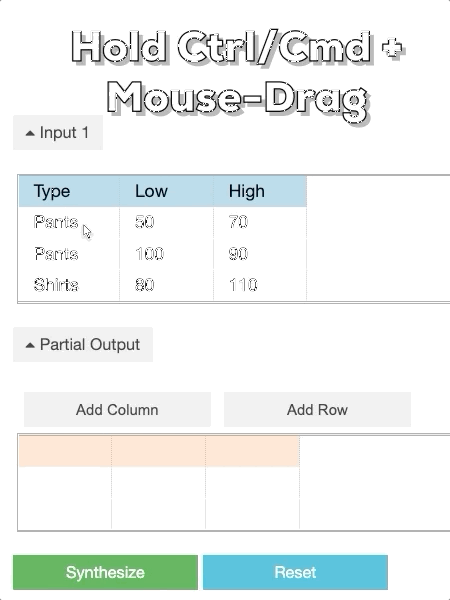 Hold Ctrl/Cmd +
Mouse-Drag
Input 1
Type Low High
Pants 50 70
Pants 100 90
Shirts 80 110
Partial Output
Add Column Add Row
Synthesize Reset